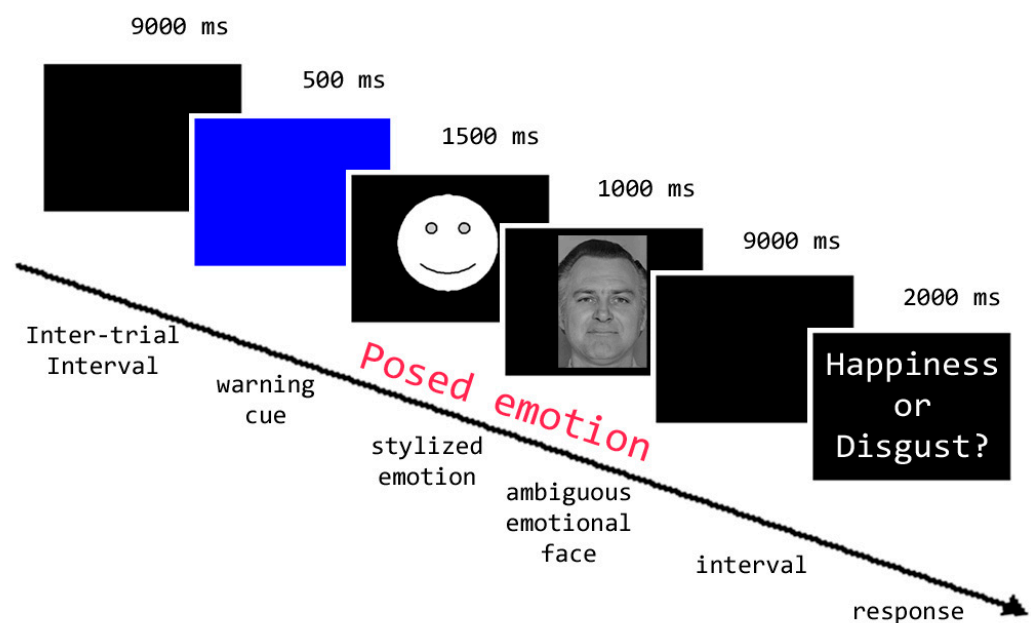 9000 ms
500 ms
1500 ms
1000 ms
9000 ms
2000 ms
Happiness
or
Disgust?
Inter-trial
Interval
warning
cue
Posed emotion
stylized
emotion
ambiguous
emotional
face
interval
response